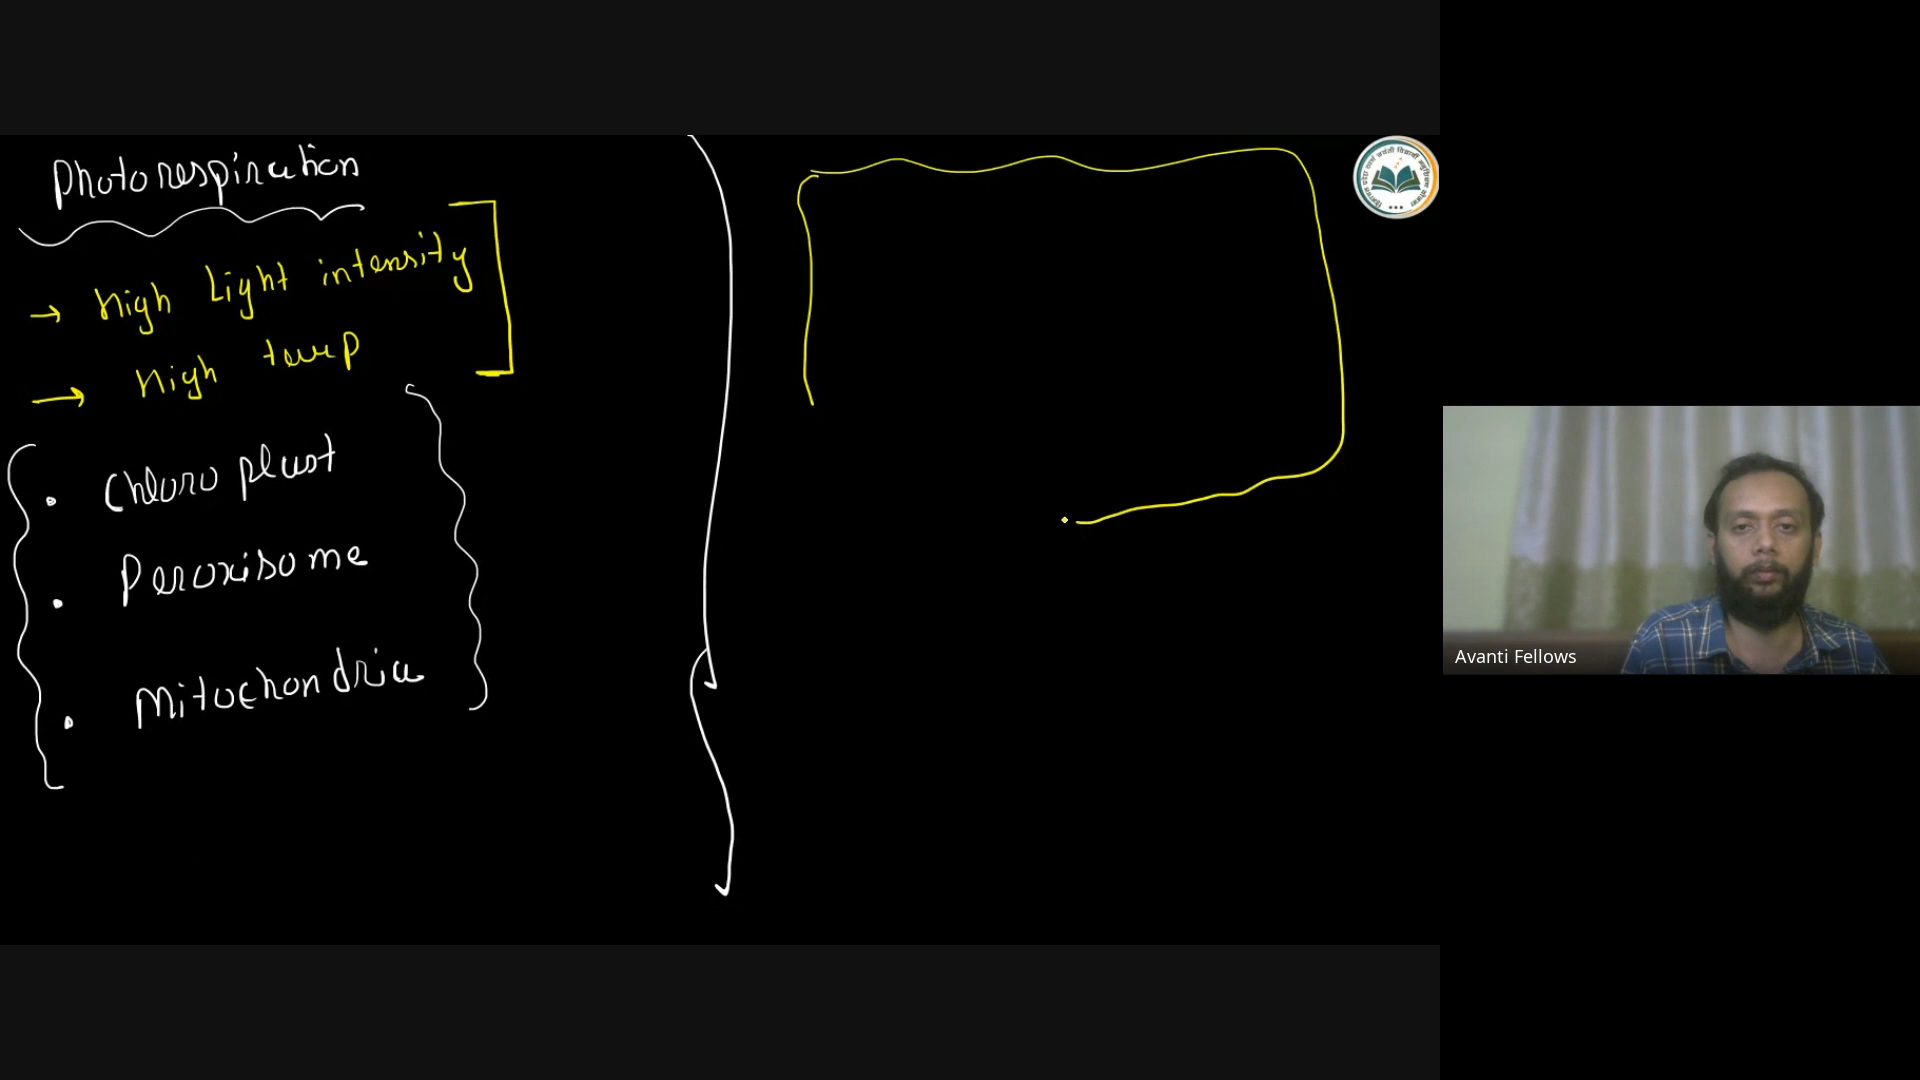 Photorespiration
→ high Light intensity
→ high temp
• Chloroplast
• Peroxisome
• Mitochondria
Avanti Fellows